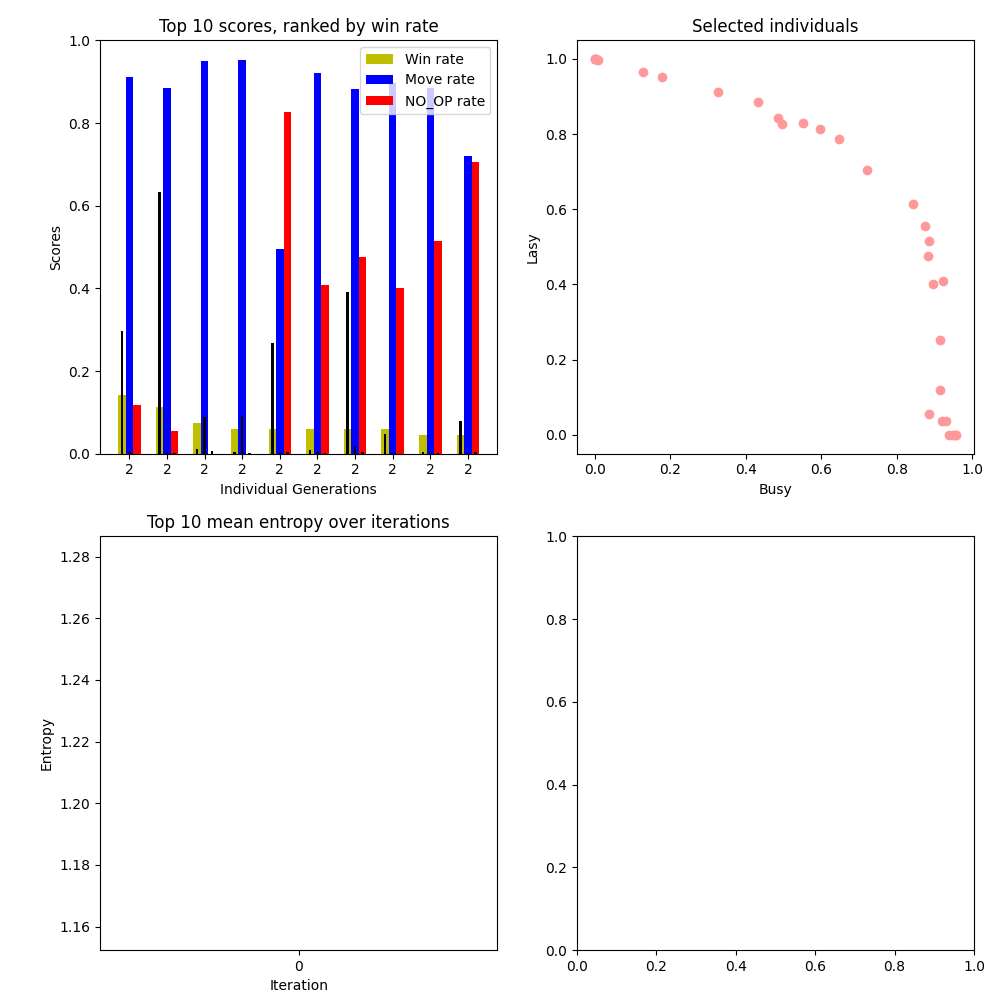 Top 10 scores, ranked by win rate
1.0
0.8
0.6
0.4
0.2
0.0
Scores
Win rate
Move rate
NO_OP rate
2 2 2 2 2 2 2 2 2 2
Individual Generations
Selected individuals
1.0
0.8
0.6
0.4
0.2
0.0
Lasy
0.0 0.2 0.4 0.6 0.8 1.0
Busy
Top 10 mean entropy over iterations
1.28
1.26
1.24
1.22
1.20
1.18
1.16
Entropy
0
Iteration
1.0
0.8
0.6
0.4
0.2
0.0
0.0 0.2 0.4 0.6 0.8 1.0